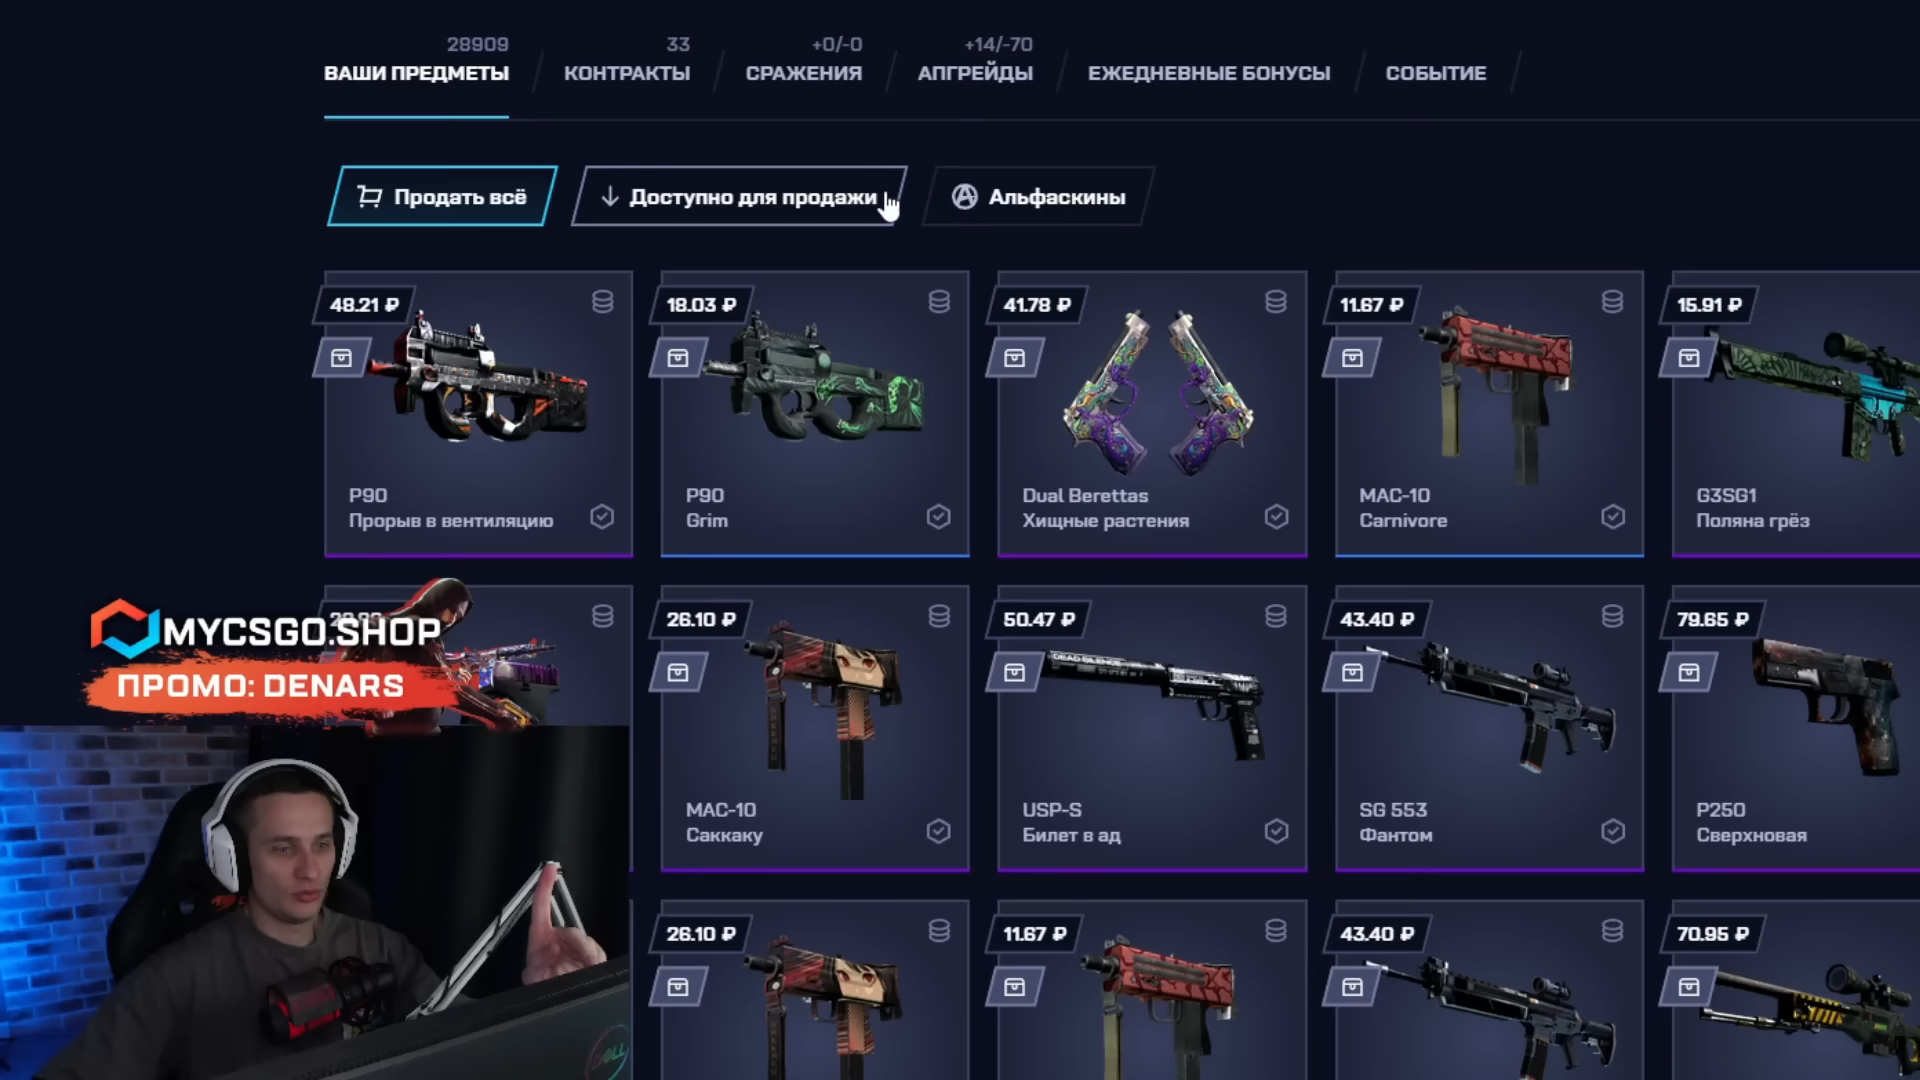 28909
33
+0/-0
+14/-70
ВАШИ ПРЕДМЕТЫ
КОНТРАКТЫ
СРАЖЕНИЯ
АПГРЕЙДЫ
ЕЖЕДНЕВНЫЕ БОНУСЫ
СОБЫТИЕ
Продать всё
Доступно для продажи
Альфаскины
48.21 ₽
18.03 ₽
41.78 ₽
11.67 ₽
15.91 ₽
P90
Прорыв в вентиляцию
P90
Grim
Dual Berettas
Хищные растения
MAC-10
Carnivore
G3SG1
Поляна грёз
MYCSGO.SHOP
ПРОМО: DENARS
26.10 ₽
50.47 ₽
43.40 ₽
79.65 ₽
MAC-10
Саккаку
USP-S
Билет в ад
SG 553
Фантом
P250
Сверхновая
26.10 ₽
11.67 ₽
43.40 ₽
70.95 ₽
DELL